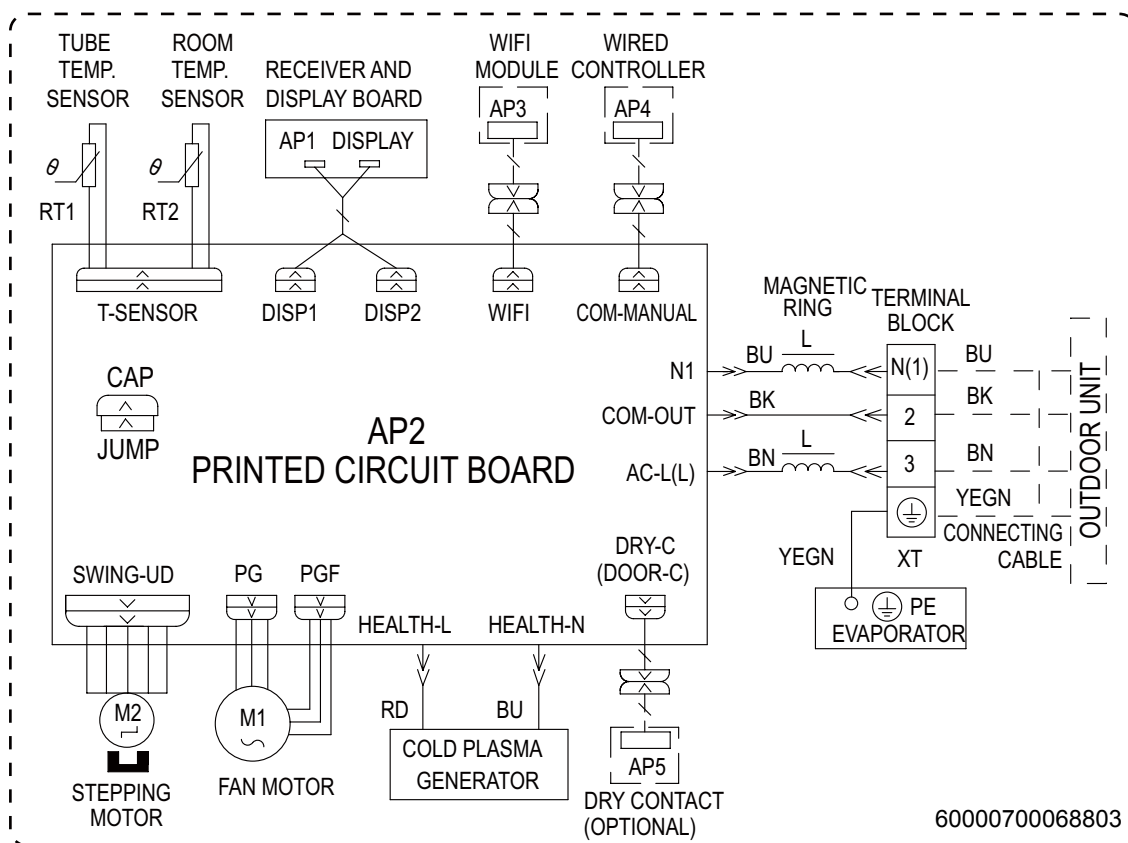 TUBE
TEMP.
SENSOR
ROOM
TEMP.
SENSOR
RECEIVER AND
DISPLAY BOARD
AP1 DISPLAY
WIFI
MODULE
AP3
WIRED
CONTROLLER
AP4
θ
RT1
θ
RT2
T-SENSOR
DISP1
DISP2
WIFI
COM-MANUAL
CAP
JUMP
AP2
PRINTED CIRCUIT BOARD
N1
COM-OUT
AC-L(L)
MAGNETIC
RING
TERMINAL
BLOCK
BU
L
N(1)
BU
BK
2
BK
BN
L
3
BN
YEGN
CONNECTING
CABLE
OUTDOOR UNIT
XT
YEGN
PE
EVAPORATOR
DRY-C
(DOOR-C)
SWING-UD
PG
PGF
HEALTH-L
HEALTH-N
M2
STEPPING
MOTOR
M1
FAN MOTOR
RD
BU
COLD PLASMA
GENERATOR
AP5
DRY CONTACT
(OPTIONAL)
60000700068803